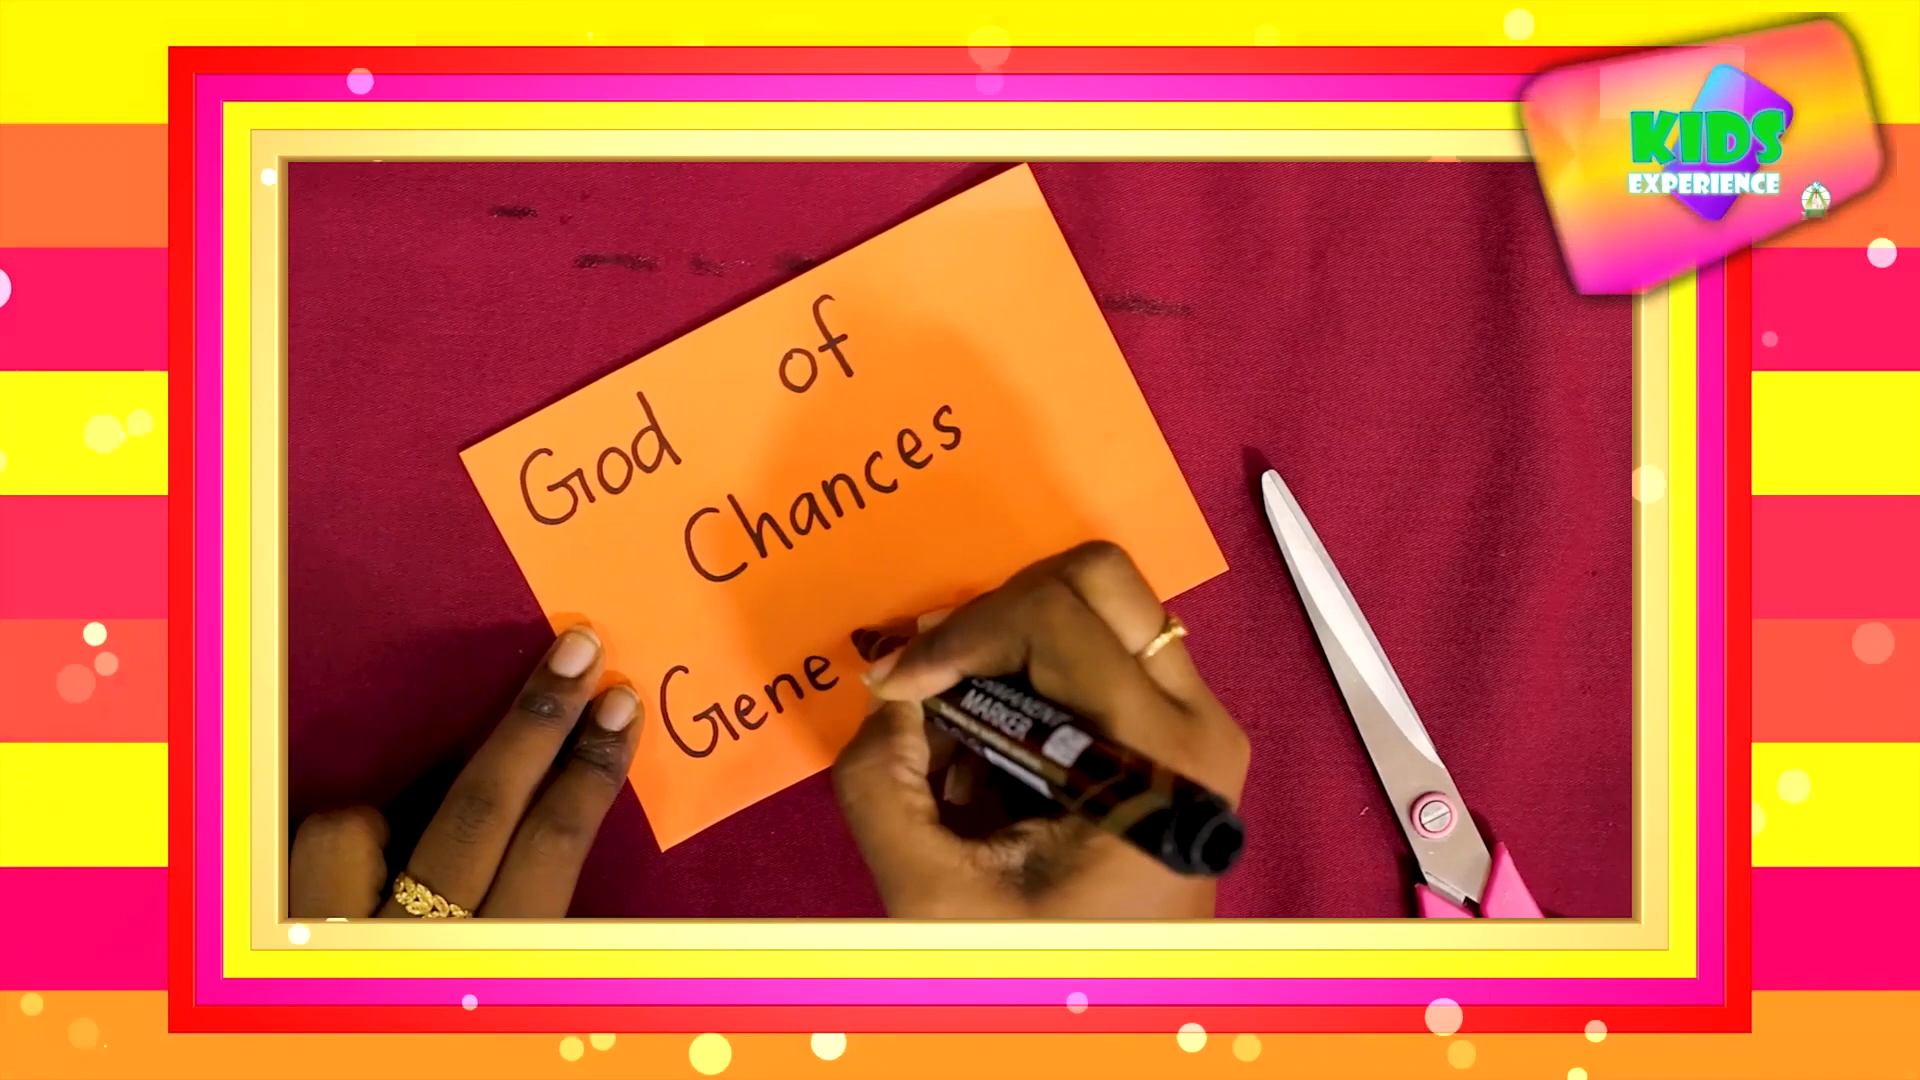 God of
Chances
Gene
MARKER
KIDS
EXPERIENCE